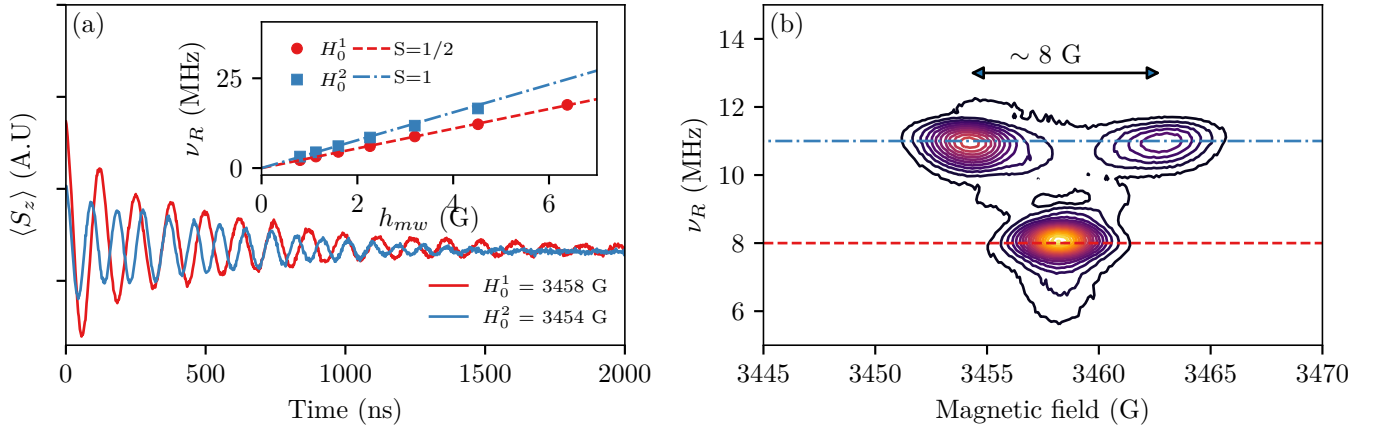 (a)
⟨S_z⟩ (A.U)
ν_R (MHz)
25
0
H_0^1 S=1/2
H_0^2 S=1
0 2 4 6
h_{mw} (G)
H_0^1 = 3458 G
H_0^2 = 3454 G
0 500 1000 1500 2000
Time (ns)
(b)
ν_R (MHz)
14
12
10
8
6
∼ 8 G
3445 3450 3455 3460 3465 3470
Magnetic field (G)